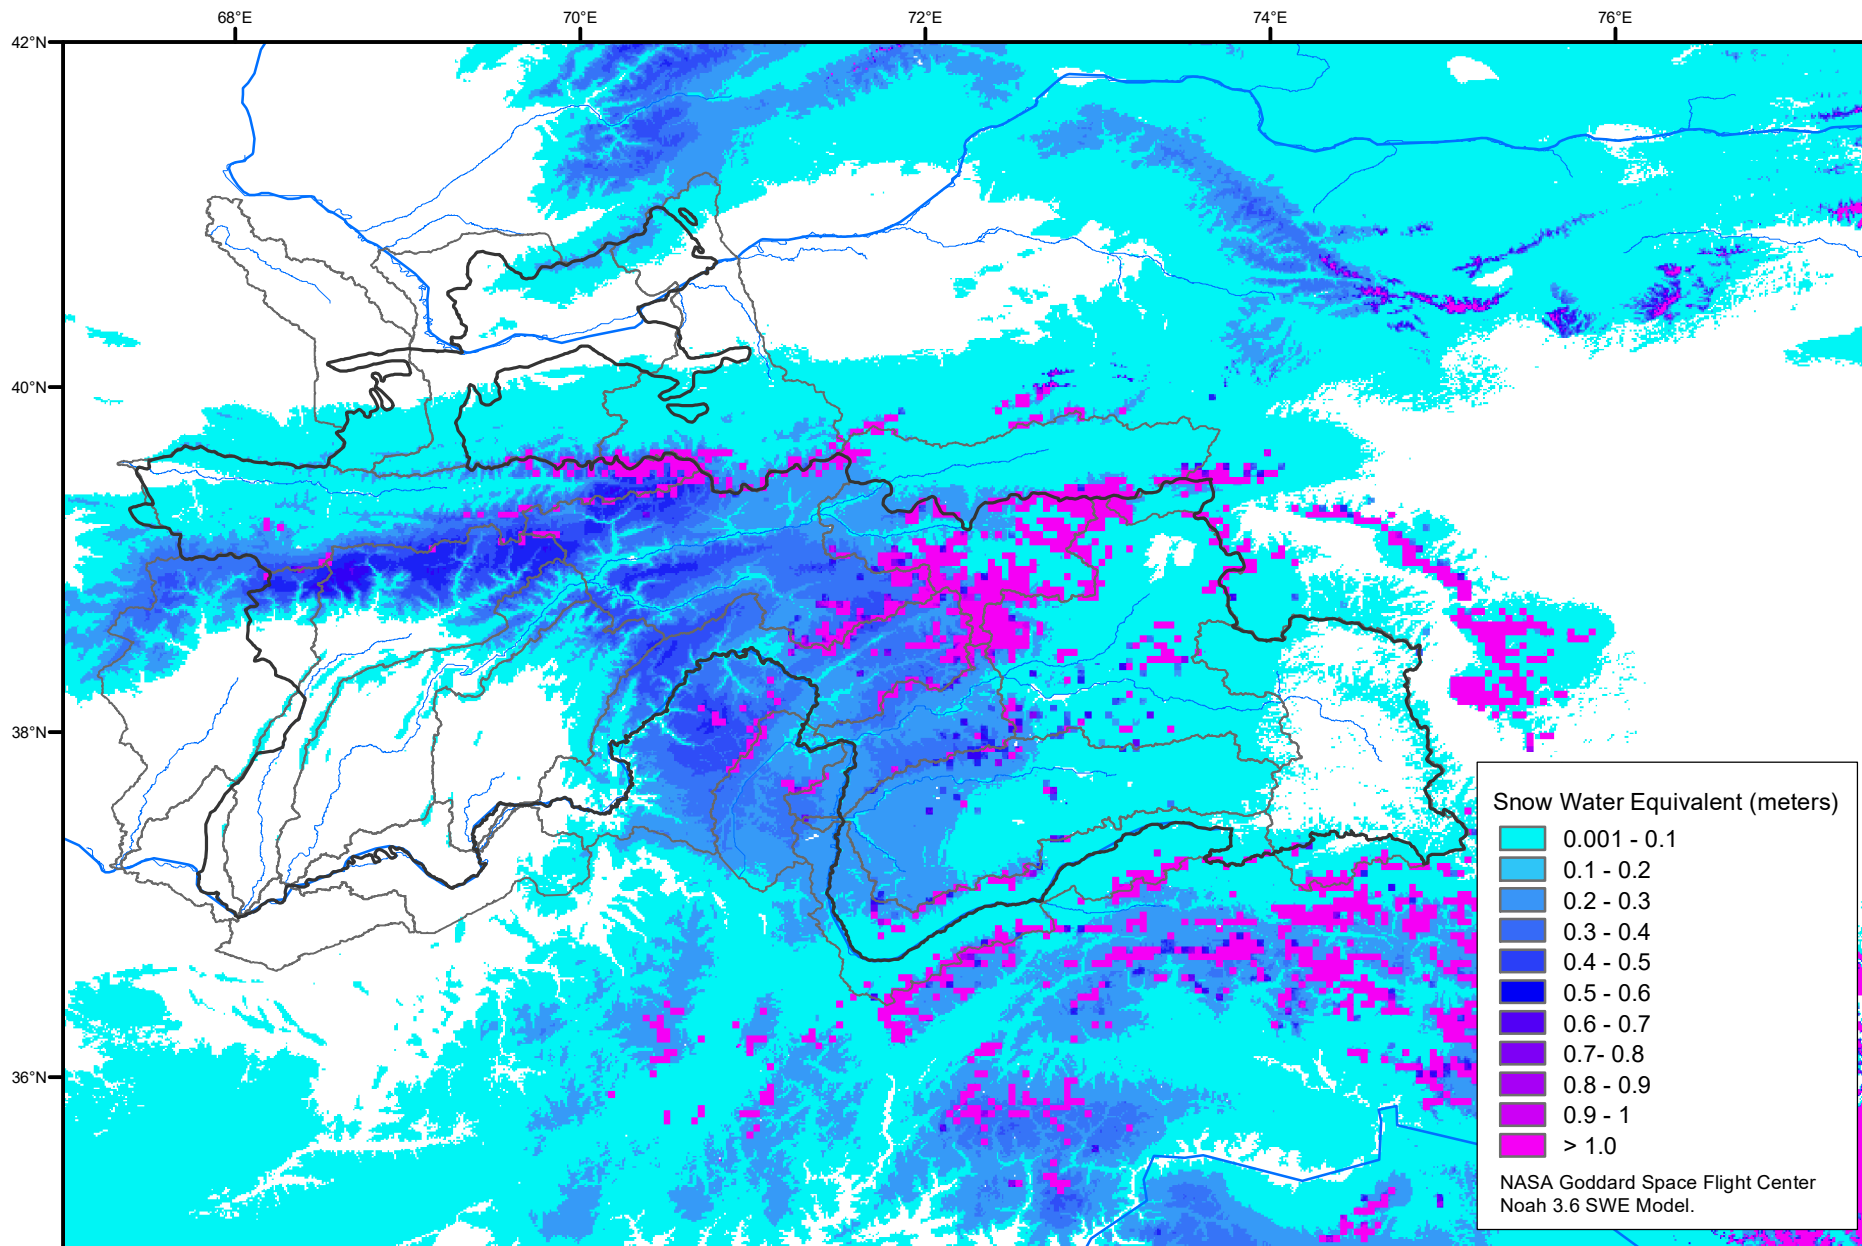 68°E 70°E 72°E 74°E 76°E
42°N
40°N
38°N
36°N
Snow Water Equivalent (meters)
0.001 - 0.1
0.1 - 0.2
0.2 - 0.3
0.3 - 0.4
0.4 - 0.5
0.5 - 0.6
0.6 - 0.7
0.7- 0.8
0.8 - 0.9
0.9 - 1
> 1.0
NASA Goddard Space Flight Center
Noah 3.6 SWE Model.